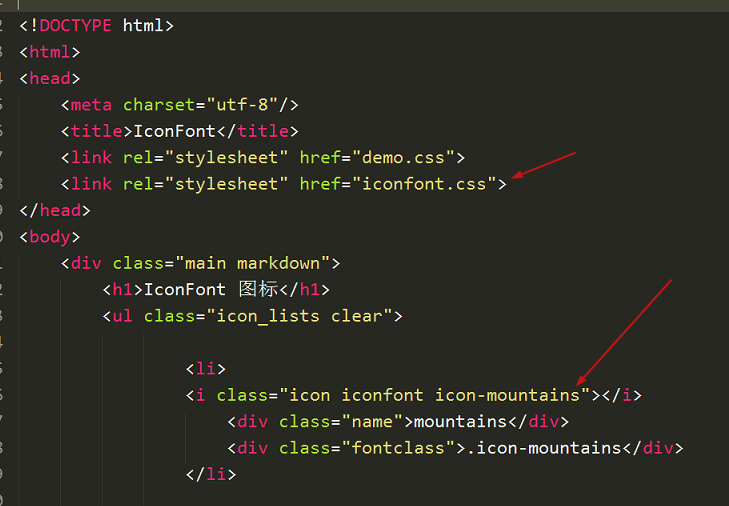 <!DOCTYPE html>
<html>
<head>
    <meta charset="utf-8"/>
    <title>IconFont</title>
    <link rel="stylesheet" href="demo.css">
    <link rel="stylesheet" href="iconfont.css">
</head>
<body>
    <div class="main markdown">
        <h1>IconFont 图标</h1>
        <ul class="icon_lists clear">
                <li>
                <i class="icon iconfont icon-mountains"></i>
                    <div class="name">mountains</div>
                    <div class="fontclass">.icon-mountains</div>
                </li>